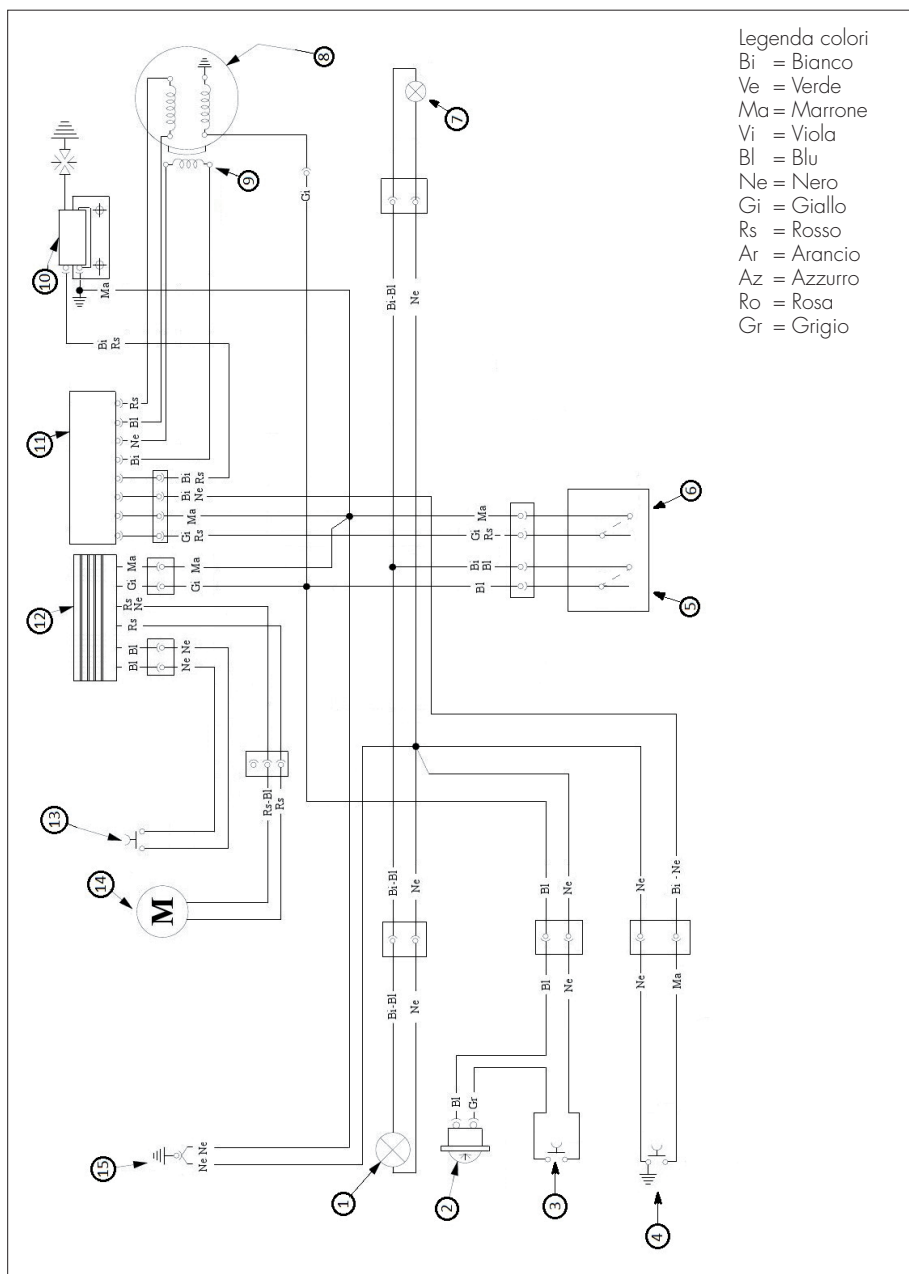 Legenda colori
Bi = Bianco
Ve = Verde
Ma = Marrone
Vi = Viola
Bl = Blu
Ne = Nero
Gi = Giallo
Rs = Rosso
Ar = Arancio
Az = Azzurro
Ro = Rosa
Gr = Grigio
8
7
9
10
Gi
Ma
Bi-Bl
Ne
Bi Rs
11
Rs
Bl
Ne
Bi
Bi Rs
Bi Ne
Ma
Gi Rs
Ma
Gi Rs
Bi Bl
Bl
6
5
12
Ma Ma
Gi Gi
Rs Ne
Rs
Bl Ne Ne
Bl Ne Ne
13
14
M
Rs-Bl
Rs
Bi-Bl
Ne
Bl
Ne
Ne
Bi - Ne
Bi-Bl
Ne
Bl
Ne
Ne
Ma
15
Ne Ne
1
Bl
Gr
2
3
4